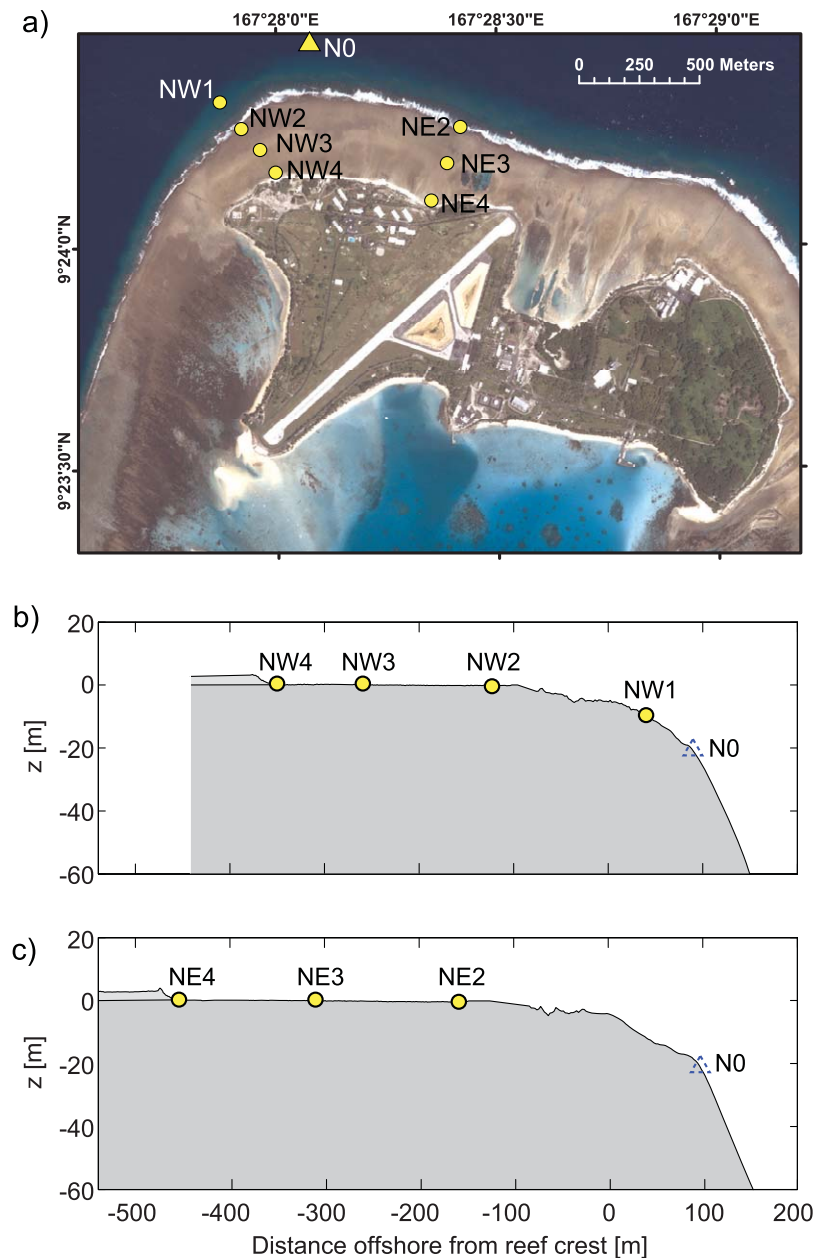 a)
167°28'0"E 167°28'30"E 167°29'0"E
N0
0 250 500 Meters
NW1
NW2
NE2
NW3
NE3
NW4
NE4
9°24'0"N
9°23'30"N
b)
20
0
-20
-40
-60
z [m]
NW4 NW3 NW2 NW1
N0
c)
20
0
-20
-40
-60
z [m]
NE4 NE3 NE2
N0
-500 -400 -300 -200 -100 0 100 200
Distance offshore from reef crest [m]